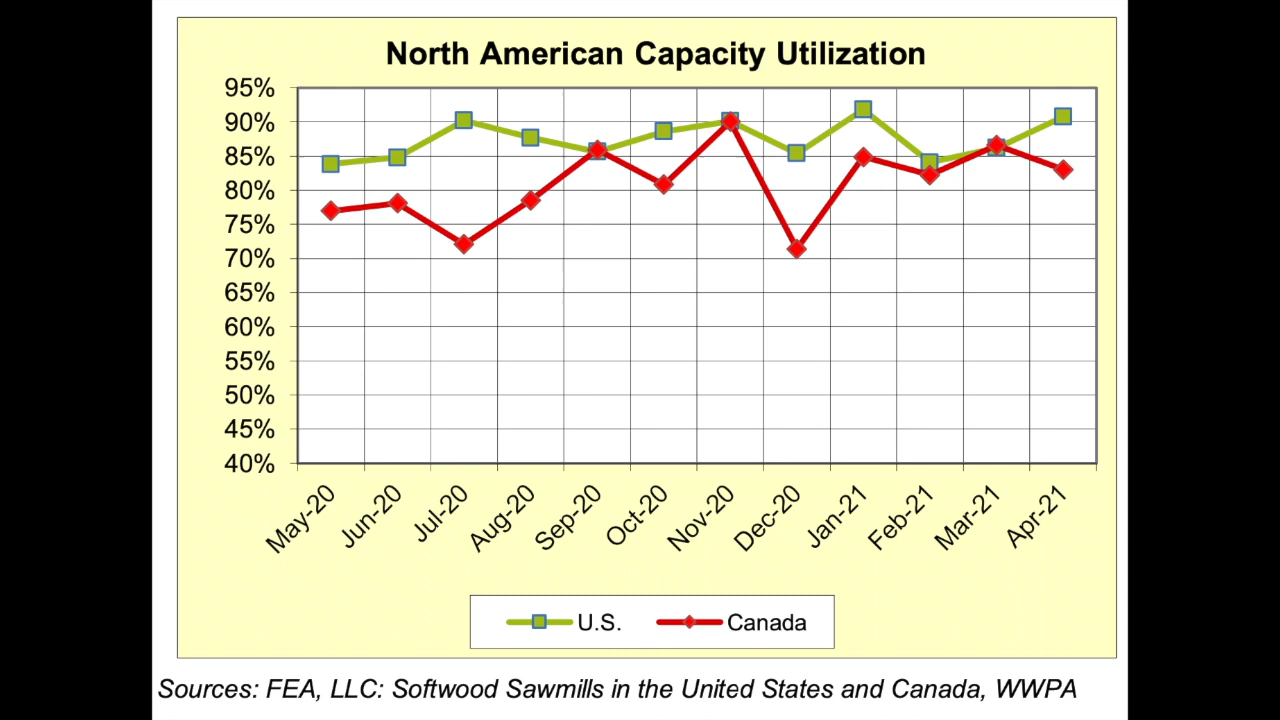 North American Capacity Utilization
95%
90%
85%
80%
75%
70%
65%
60%
55%
50%
45%
40%
May-20
Jun-20
Jul-20
Aug-20
Sep-20
Oct-20
Nov-20
Dec-20
Jan-21
Feb-21
Mar-21
Apr-21
U.S.
Canada
Sources: FEA, LLC: Softwood Sawmills in the United States and Canada, WWPA